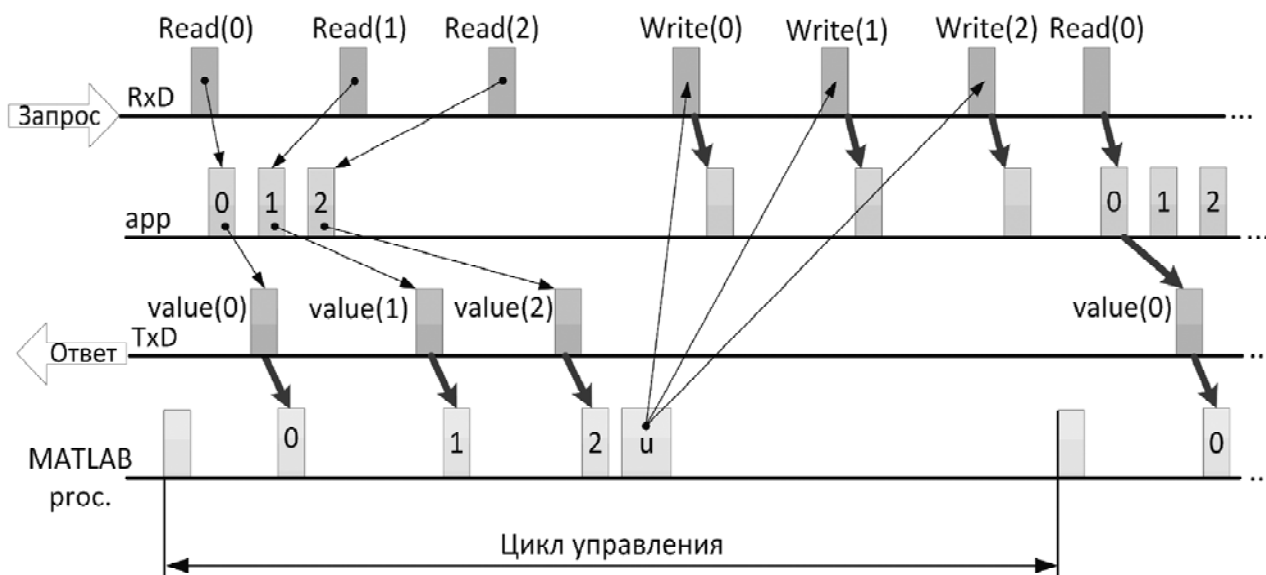 Read(0) Read(1) Read(2) Write(0) Write(1) Write(2) Read(0)
RxD
Запрос
...
0 1 2 0 1 2
app
...
value(0) value(1) value(2) value(0)
TxD
Ответ
..
0 1 2 u 0
MATLAB
proc.
..
Цикл управления